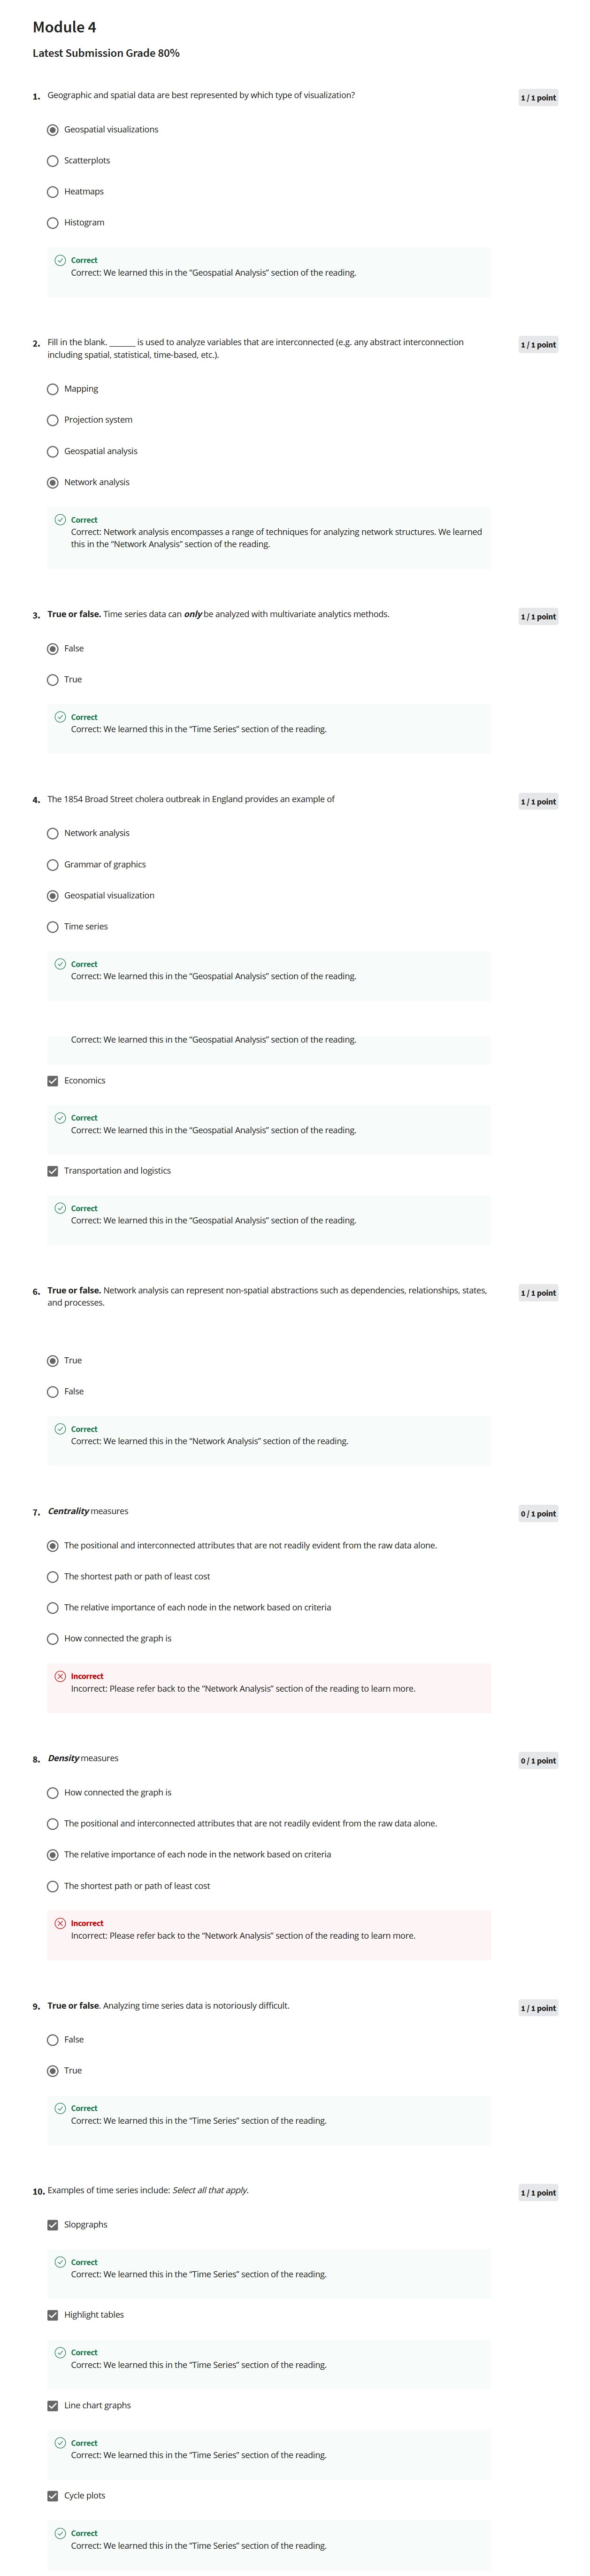 Module 4
Latest Submission Grade 80%
1. Geographic and spatial data are best represented by which type of visualization?
1 / 1 point
Geospatial visualizations
Scatterplots
Heatmaps
Histogram
Correct
Correct: We learned this in the “Geospatial Analysis” section of the reading.
2. Fill in the blank. ______ is used to analyze variables that are interconnected (e.g. any abstract interconnection
including spatial, statistical, time-based, etc.).
1 / 1 point
Mapping
Projection system
Geospatial analysis
Network analysis
Correct
Correct: Network analysis encompasses a range of techniques for analyzing network structures. We learned
this in the “Network Analysis” section of the reading.
3. True or false. Time series data can only be analyzed with multivariate analytics methods.
1 / 1 point
False
True
Correct
Correct: We learned this in the “Time Series” section of the reading.
4. The 1854 Broad Street cholera outbreak in England provides an example of
1 / 1 point
Network analysis
Grammar of graphics
Geospatial visualization
Time series
Correct
Correct: We learned this in the “Geospatial Analysis” section of the reading.
Correct: We learned this in the “Geospatial Analysis” section of the reading.
Economics
Correct
Correct: We learned this in the “Geospatial Analysis” section of the reading.
Transportation and logistics
Correct
Correct: We learned this in the “Geospatial Analysis” section of the reading.
6. True or false. Network analysis can represent non-spatial abstractions such as dependencies, relationships, states,
and processes.
1 / 1 point
True
False
Correct
Correct: We learned this in the “Network Analysis” section of the reading.
7. Centrality measures
0 / 1 point
The positional and interconnected attributes that are not readily evident from the raw data alone.
The shortest path or path of least cost
The relative importance of each node in the network based on criteria
How connected the graph is
Incorrect
Incorrect: Please refer back to the “Network Analysis” section of the reading to learn more.
8. Density measures
0 / 1 point
How connected the graph is
The positional and interconnected attributes that are not readily evident from the raw data alone.
The relative importance of each node in the network based on criteria
The shortest path or path of least cost
Incorrect
Incorrect: Please refer back to the “Network Analysis” section of the reading to learn more.
9. True or false. Analyzing time series data is notoriously difficult.
1 / 1 point
False
True
Correct
Correct: We learned this in the “Time Series” section of the reading.
10. Examples of time series include: Select all that apply.
1 / 1 point
Slopgraphs
Correct
Correct: We learned this in the “Time Series” section of the reading.
Highlight tables
Correct
Correct: We learned this in the “Time Series” section of the reading.
Line chart graphs
Correct
Correct: We learned this in the “Time Series” section of the reading.
Cycle plots
Correct
Correct: We learned this in the “Time Series” section of the reading.